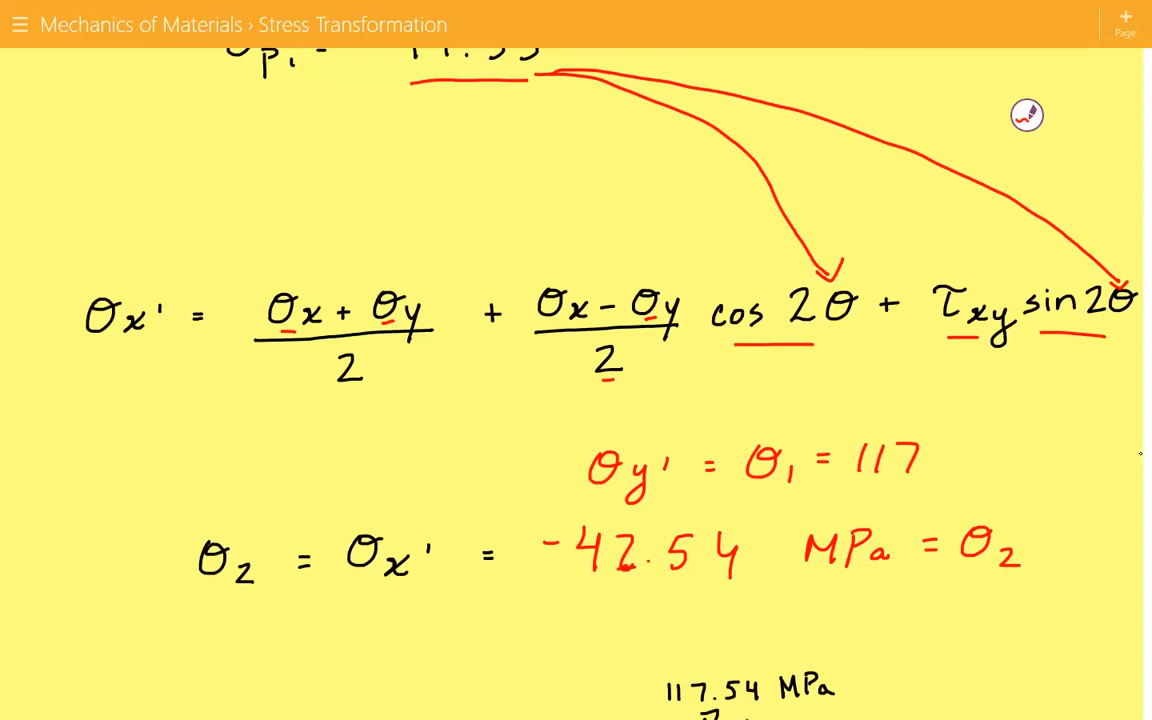 Mechanics of Materials › Stress Transformation
Page
σx' = σx + σy / 2 + σx - σy / 2 cos 2θ + τxy sin 2θ
σy' = σ1 = 117
σ2 = σx' = -42.54 MPa = σ2
117.54 MPa